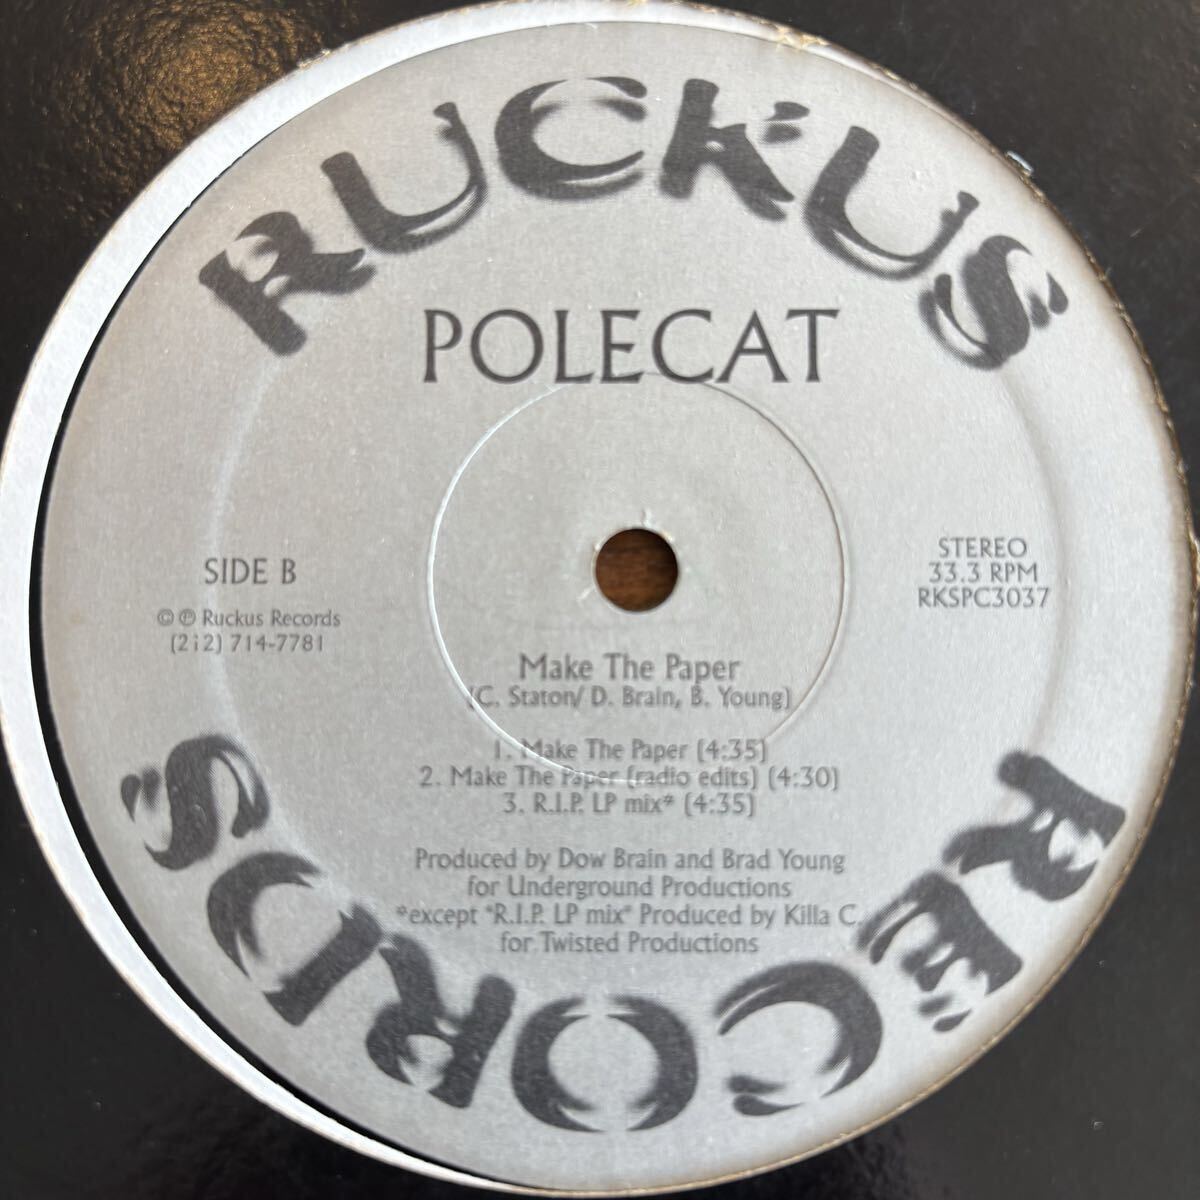 RUCKUS
POLECAT
SIDE B
© ℗ Ruckus Records
(212) 714-7781
STEREO
33.3 RPM
RKSPC3037
Make The Paper
(C. Staton/ D. Brain, B. Young)
1. Make The Paper (4:35)
2. Make The Paper (radio edits) (4:30)
3. R.I.P. LP mix* (4:35)
Produced by Dow Brain and Brad Young
for Underground Productions
*except "R.I.P. LP mix" Produced by Killa C.
for Twisted Productions
RECORDS